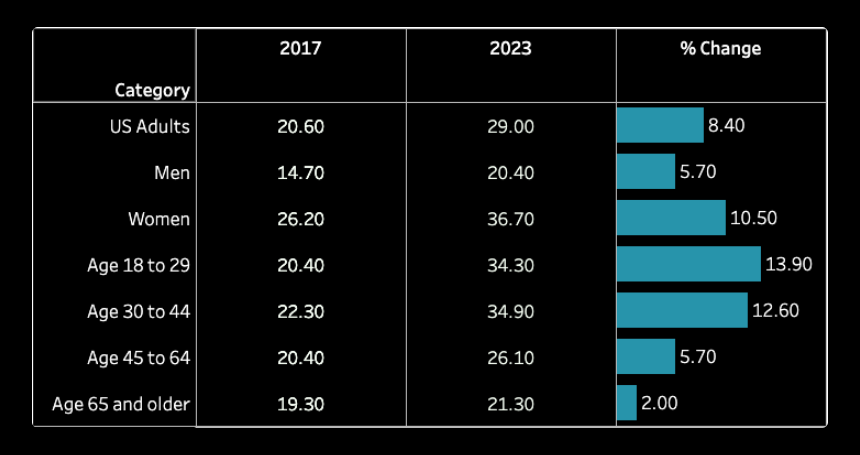 2017 2023 % Change
Category
US Adults 20.60 29.00 8.40
Men 14.70 20.40 5.70
Women 26.20 36.70 10.50
Age 18 to 29 20.40 34.30 13.90
Age 30 to 44 22.30 34.90 12.60
Age 45 to 64 20.40 26.10 5.70
Age 65 and older 19.30 21.30 2.00